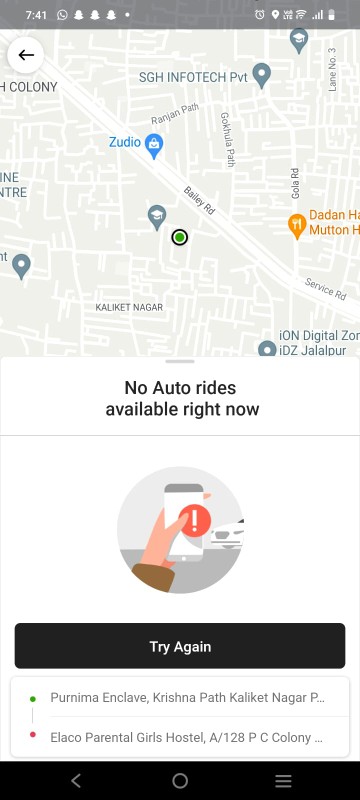 7:41
H COLONY
SGH INFOTECH Pvt
Lane No. 3
Ranjan Path
Zudio
Gokhula Path
INE
NTRE
Bailey Rd
Gola Rd
Dadan Ha
Mutton H
nt
Service Rd
KALIKET NAGAR
iON Digital Zon
iDZ Jalalpur
No Auto rides
available right now
!
Try Again
Purnima Enclave, Krishna Path Kaliket Nagar P...
Elaco Parental Girls Hostel, A/128 P C Colony ...